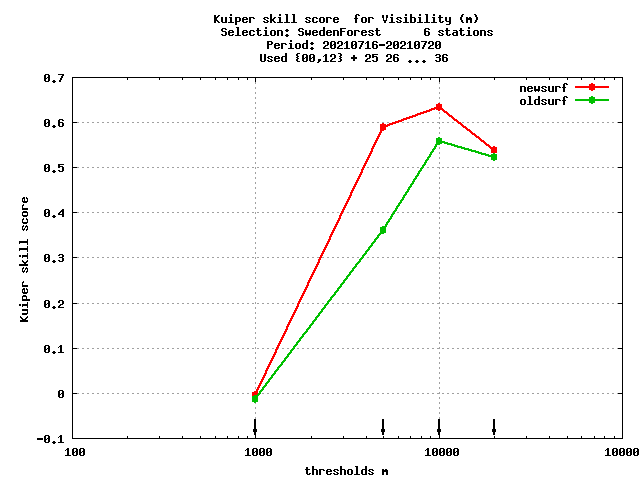 Kuiper skill score  for Visibility (m)
Selection: SwedenForest      6 stations
Period: 20210716-20210720
Used {00,12} + 25 26 ... 36
newsurf
oldsurf
0.7
0.6
0.5
0.4
0.3
0.2
0.1
0
-0.1
Kuiper skill score
100 1000 10000 10000
thresholds m